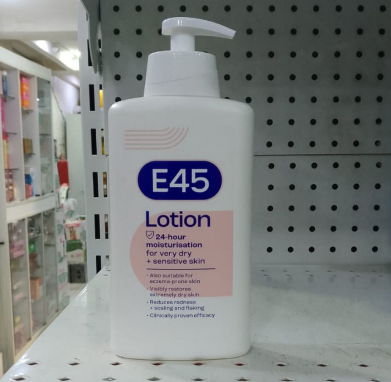 E45
Lotion
24-hour
moisturisation
for very dry
+ sensitive skin
· Also suitable for
eczema-prone skin
· Visibly restores
extremely dry skin
· Reduces redness
+ scaling and flaking
· Clinically proven efficacy